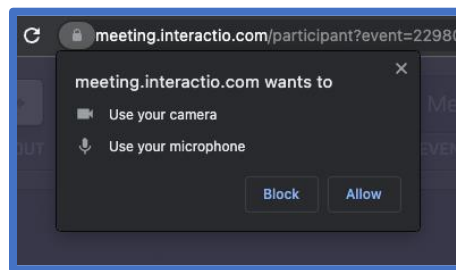 meeting.interactio.com/participant?event=22980
meeting.interactio.com wants to
Use your camera
Use your microphone
Block
Allow